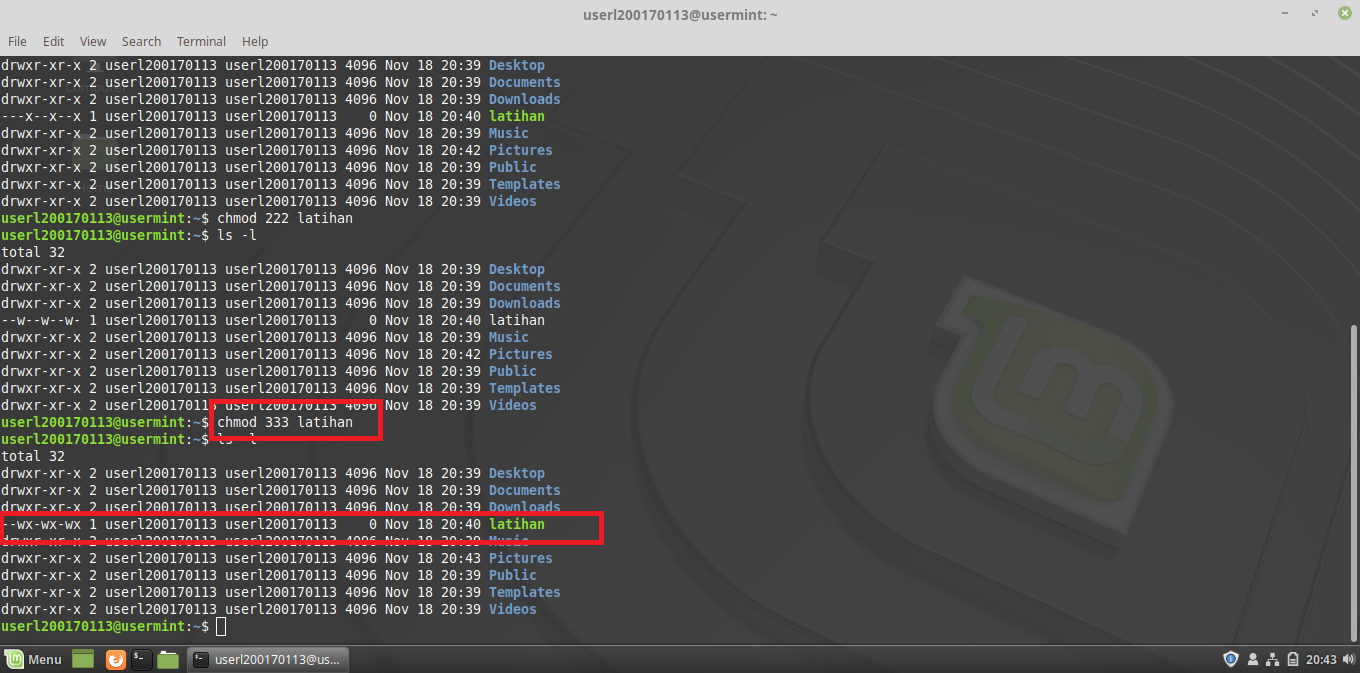 userl200170113@usermint: ~
File Edit View Search Terminal Help
drwxr-xr-x 2 userl200170113 userl200170113 4096 Nov 18 20:39 Desktop
drwxr-xr-x 2 userl200170113 userl200170113 4096 Nov 18 20:39 Documents
drwxr-xr-x 2 userl200170113 userl200170113 4096 Nov 18 20:39 Downloads
---x--x--x 1 userl200170113 userl200170113    0 Nov 18 20:40 latihan
drwxr-xr-x 2 userl200170113 userl200170113 4096 Nov 18 20:39 Music
drwxr-xr-x 2 userl200170113 userl200170113 4096 Nov 18 20:42 Pictures
drwxr-xr-x 2 userl200170113 userl200170113 4096 Nov 18 20:39 Public
drwxr-xr-x 2 userl200170113 userl200170113 4096 Nov 18 20:39 Templates
drwxr-xr-x 2 userl200170113 userl200170113 4096 Nov 18 20:39 Videos
userl200170113@usermint:~$ chmod 222 latihan
userl200170113@usermint:~$ ls -l
total 32
drwxr-xr-x 2 userl200170113 userl200170113 4096 Nov 18 20:39 Desktop
drwxr-xr-x 2 userl200170113 userl200170113 4096 Nov 18 20:39 Documents
drwxr-xr-x 2 userl200170113 userl200170113 4096 Nov 18 20:39 Downloads
--w--w--w- 1 userl200170113 userl200170113    0 Nov 18 20:40 latihan
drwxr-xr-x 2 userl200170113 userl200170113 4096 Nov 18 20:39 Music
drwxr-xr-x 2 userl200170113 userl200170113 4096 Nov 18 20:42 Pictures
drwxr-xr-x 2 userl200170113 userl200170113 4096 Nov 18 20:39 Public
drwxr-xr-x 2 userl200170113 userl200170113 4096 Nov 18 20:39 Templates
drwxr-xr-x 2 userl200170113 userl200170113 4096 Nov 18 20:39 Videos
userl200170113@usermint:~$ chmod 333 latihan
userl200170113@usermint:~$ ls -l
total 32
drwxr-xr-x 2 userl200170113 userl200170113 4096 Nov 18 20:39 Desktop
drwxr-xr-x 2 userl200170113 userl200170113 4096 Nov 18 20:39 Documents
drwxr-xr-x 2 userl200170113 userl200170113 4096 Nov 18 20:39 Downloads
--wx-wx-wx 1 userl200170113 userl200170113    0 Nov 18 20:40 latihan
drwxr-xr-x 2 userl200170113 userl200170113 4096 Nov 18 20:39 Music
drwxr-xr-x 2 userl200170113 userl200170113 4096 Nov 18 20:43 Pictures
drwxr-xr-x 2 userl200170113 userl200170113 4096 Nov 18 20:39 Public
drwxr-xr-x 2 userl200170113 userl200170113 4096 Nov 18 20:39 Templates
drwxr-xr-x 2 userl200170113 userl200170113 4096 Nov 18 20:39 Videos
userl200170113@usermint:~$
Menu userl200170113@us... 20:43